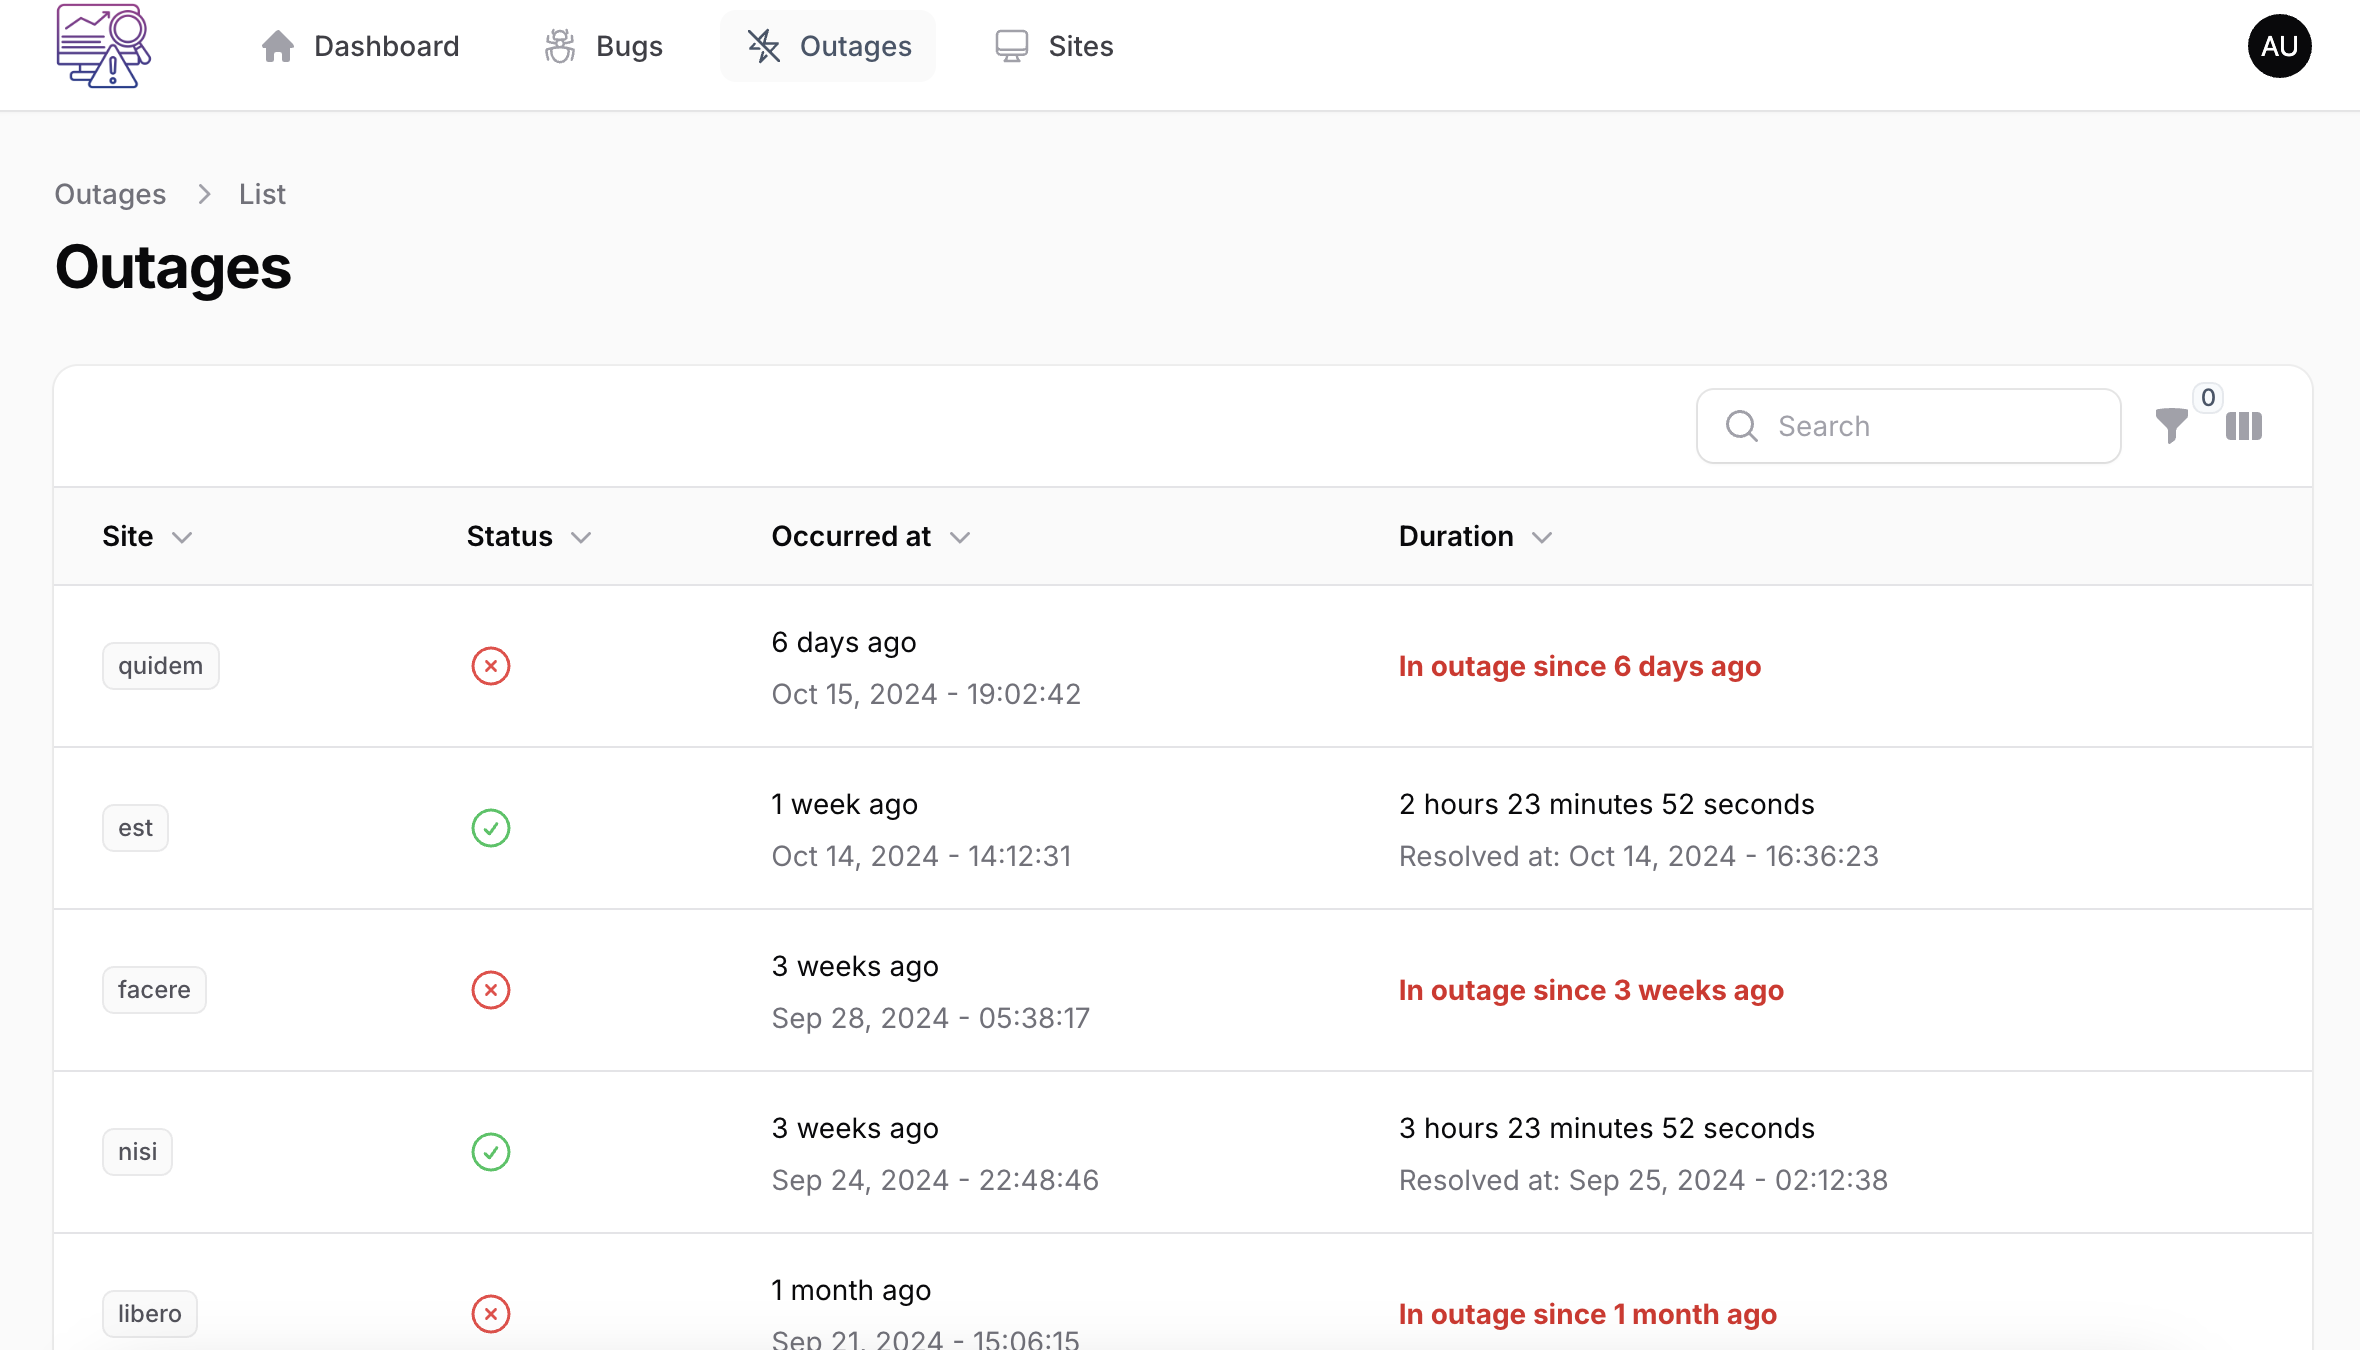 Dashboard Bugs Outages Sites AU
Outages > List
Outages
Search 0
Site Status Occurred at Duration
quidem
6 days ago
Oct 15, 2024 - 19:02:42
In outage since 6 days ago
est
1 week ago
Oct 14, 2024 - 14:12:31
2 hours 23 minutes 52 seconds
Resolved at: Oct 14, 2024 - 16:36:23
facere
3 weeks ago
Sep 28, 2024 - 05:38:17
In outage since 3 weeks ago
nisi
3 weeks ago
Sep 24, 2024 - 22:48:46
3 hours 23 minutes 52 seconds
Resolved at: Sep 25, 2024 - 02:12:38
libero
1 month ago
Sep 21, 2024 - 15:06:15
In outage since 1 month ago